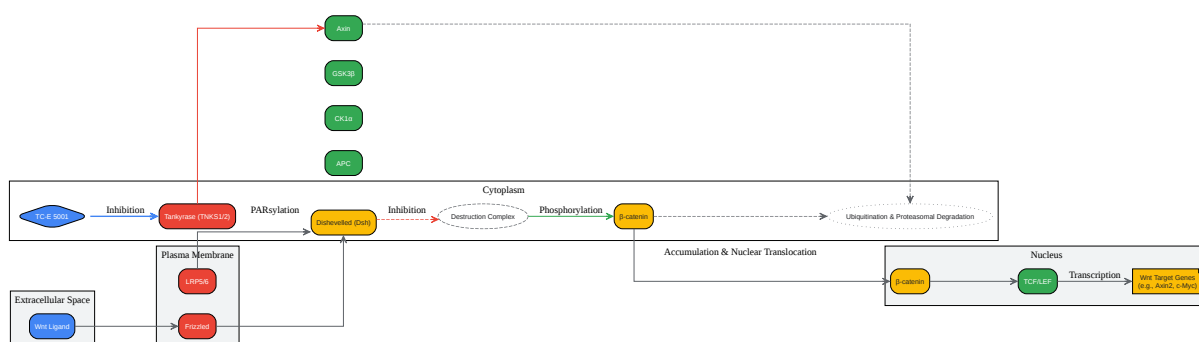 Axin
GSK3β
CK1α
APC
Cytoplasm
TC-E 5001
Inhibition
Tankyrase (TNKS1/2)
PARsylation
Dishevelled (Dsh)
Inhibition
Destruction Complex
Phosphorylation
β-catenin
Ubiquitination & Proteasomal Degradation
Plasma Membrane
LRP5/6
Frizzled
Extracellular Space
Wnt Ligand
Accumulation & Nuclear Translocation
Nucleus
β-catenin
TCF/LEF
Transcription
Wnt Target Genes
(e.g., Axin2, c-Myc)